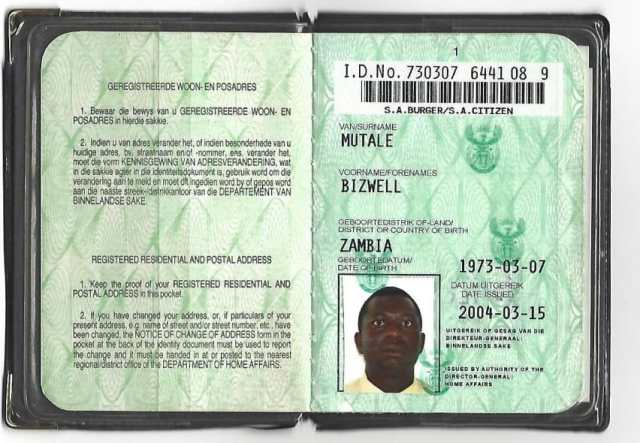 GEREGISTREERDE WOON- EN POSADRES
1. Bewaar die bewys van u GEREGISTREERDE WOON- EN
POSADRES in hierdie sakkie.
2. Indien u van adres verander het, of indien besonderhede van u
huidige adres, bv. straatnaam en/of -nommer, ens. verander het,
moet die vorm KENNISGEWING VAN ADRESVERANDERING, wat
in die sakkie agter in die identiteitsdokument is, gebruik word om die
verandering aan te meld en moet dit ingedien word by of gepos word
aan die naaste streek-/distrikkantoor van die DEPARTEMENT VAN
BINNELANDSE SAKE.
REGISTERED RESIDENTIAL AND POSTAL ADDRESS
1. Keep the proof of your REGISTERED RESIDENTIAL AND
POSTAL ADDRESS in this pocket.
2. If you have changed your address, or, if particulars of your
present address, e.g. name of street and/or street number, etc., have
been changed, the NOTICE OF CHANGE OF ADDRESS form in the
pocket at the back of the identity document must be used to report
the change and it must be handed in at or posted to the nearest
regional/district office of the DEPARTMENT OF HOME AFFAIRS.
1
I.D.No. 730307 6441 08 9
S.A.BURGER/S.A.CITIZEN
VAN/SURNAME
MUTALE
VOORNAME/FORENAMES
BIZWELL
GEBOORTEDISTRIK OF-LAND/
DISTRICT OR COUNTRY OF BIRTH
ZAMBIA
GEBOORTEDATUM/
DATE OF BIRTH
1973-03-07
DATUM UITGEREIK
DATE ISSUED
2004-03-15
UITGEREIK OP GESAG VAN DIE
DIREKTEUR-GENERAAL:
BINNELANDSE SAKE
ISSUED BY AUTHORITY OF THE
DIRECTOR-GENERAL:
HOME AFFAIRS